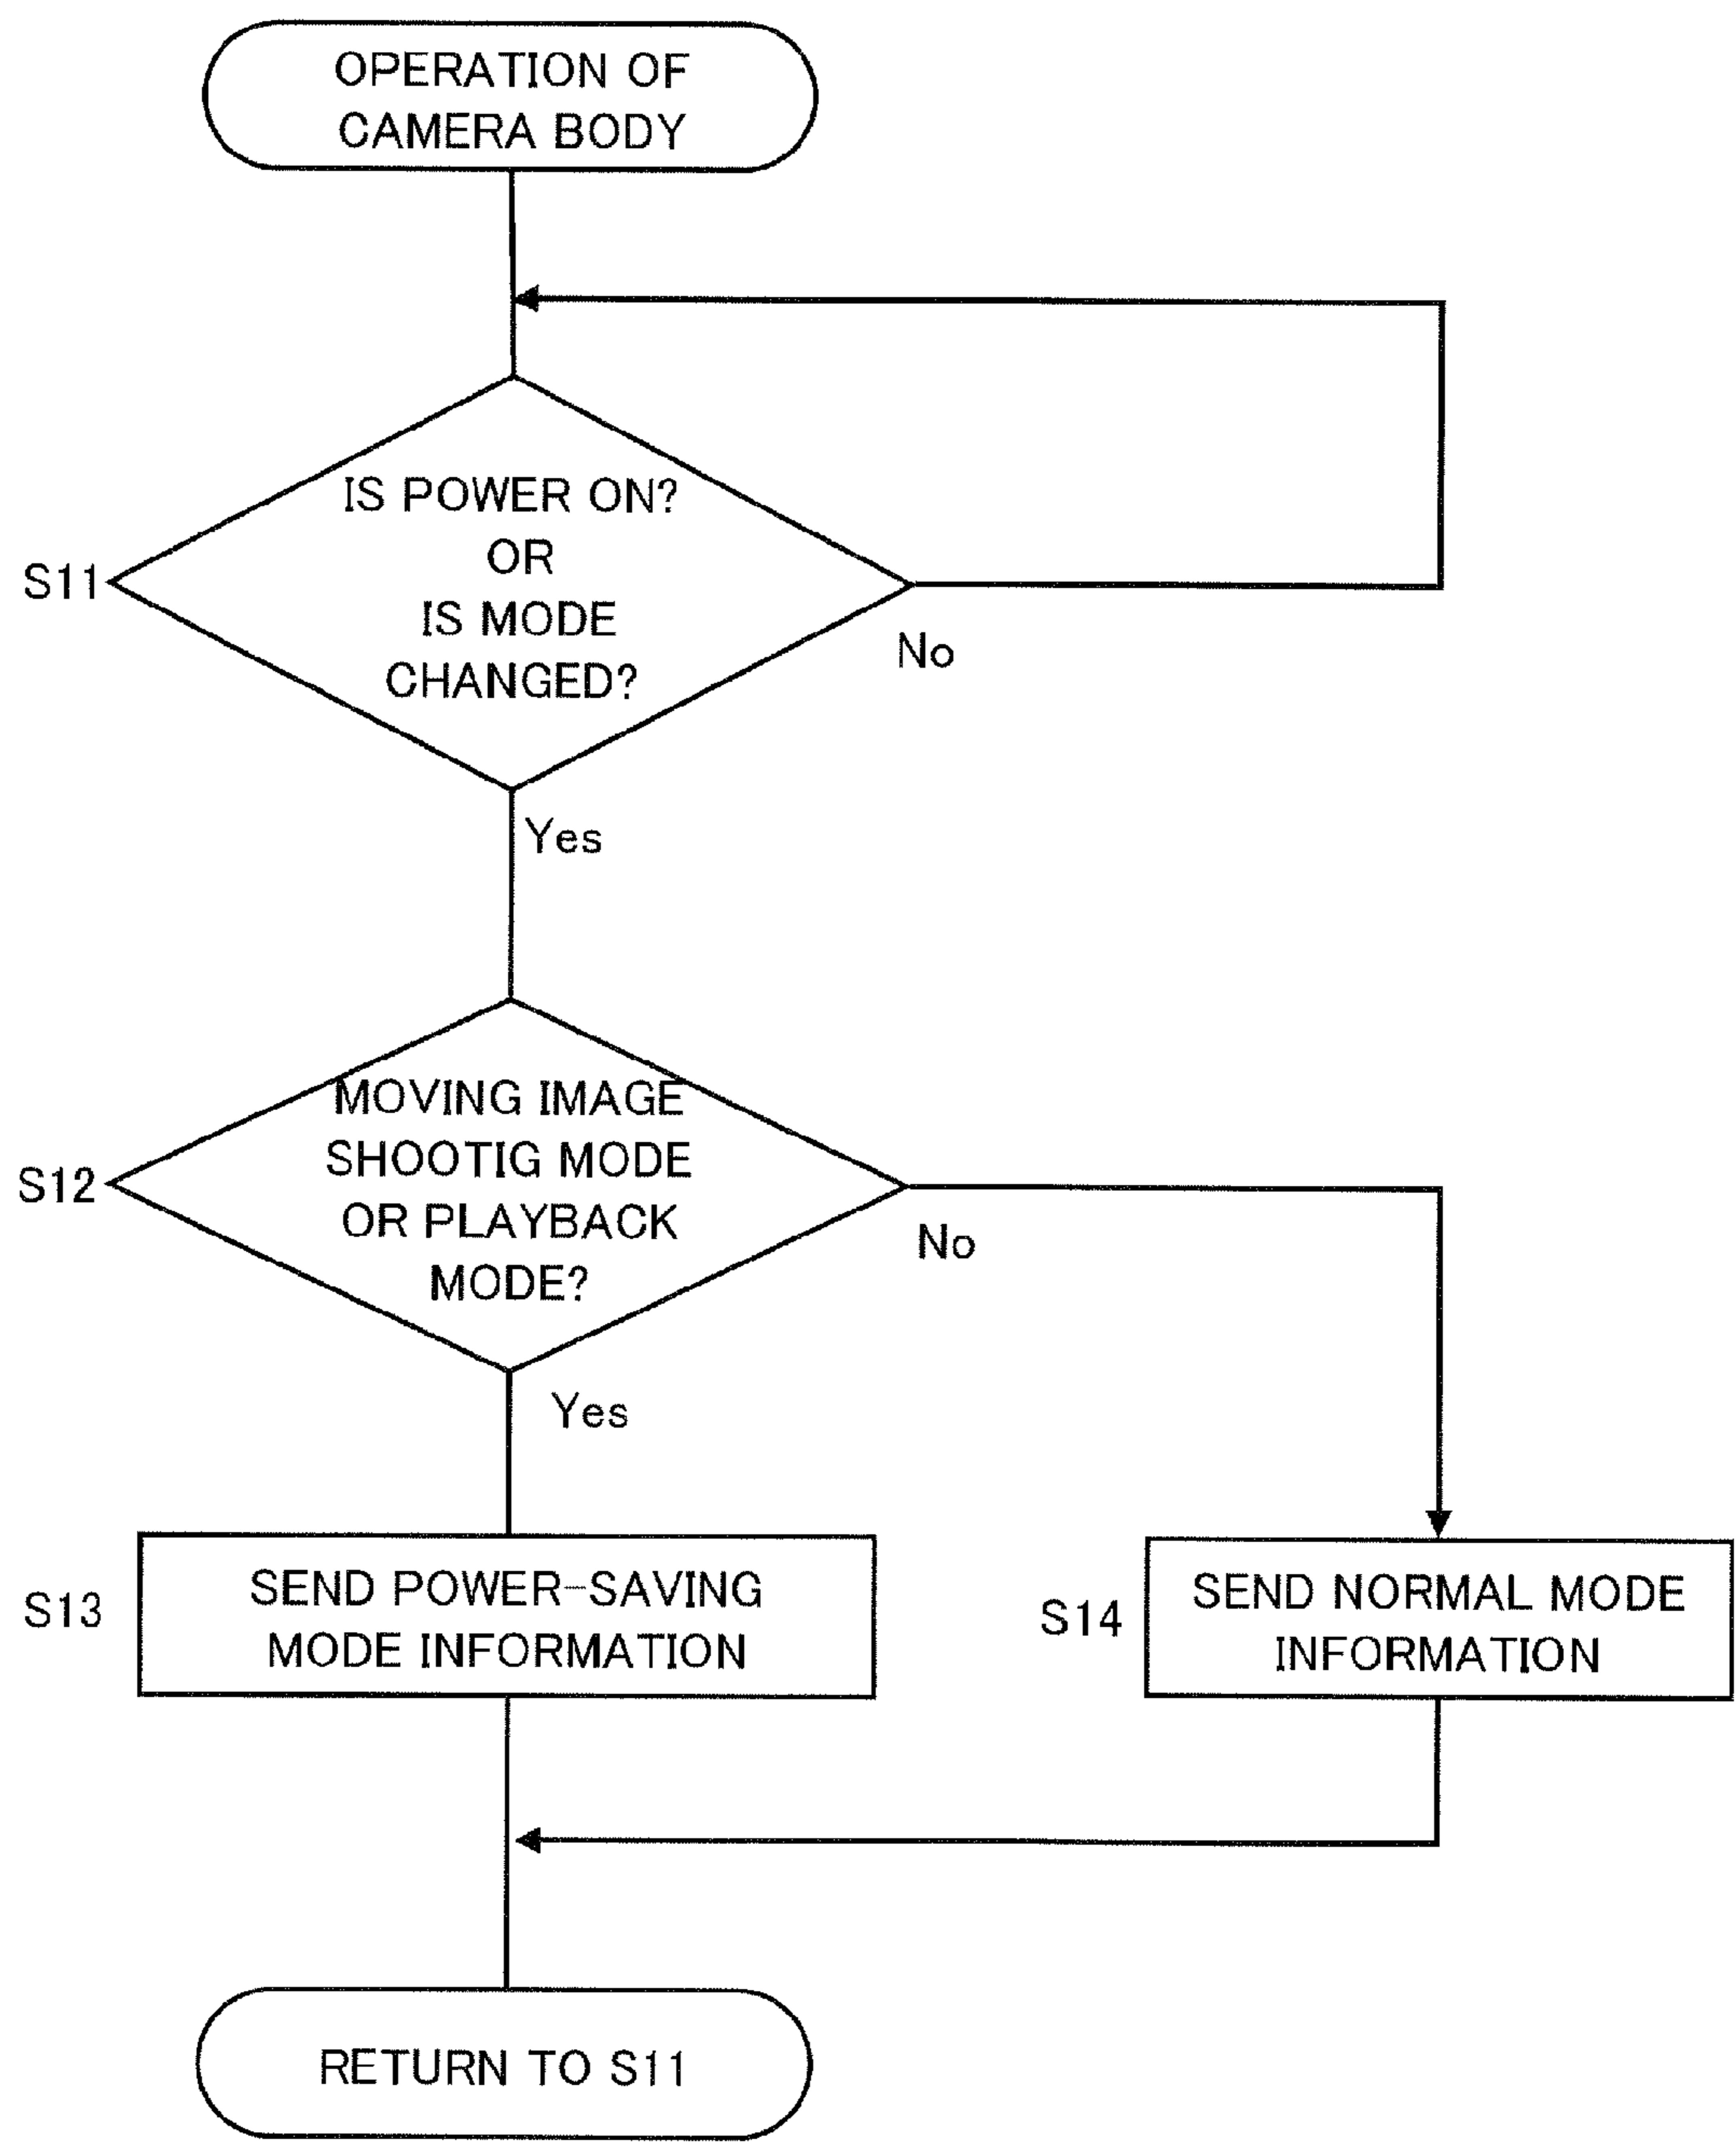 OPERATION OF
CAMERA BODY
IS POWER ON?
OR
IS MODE
CHANGED?
S11
No
Yes
MOVING IMAGE
SHOOTIG MODE
OR PLAYBACK
MODE?
S12
No
Yes
S13
SEND POWER-SAVING
MODE INFORMATION
S14
SEND NORMAL MODE
INFORMATION
RETURN TO S11